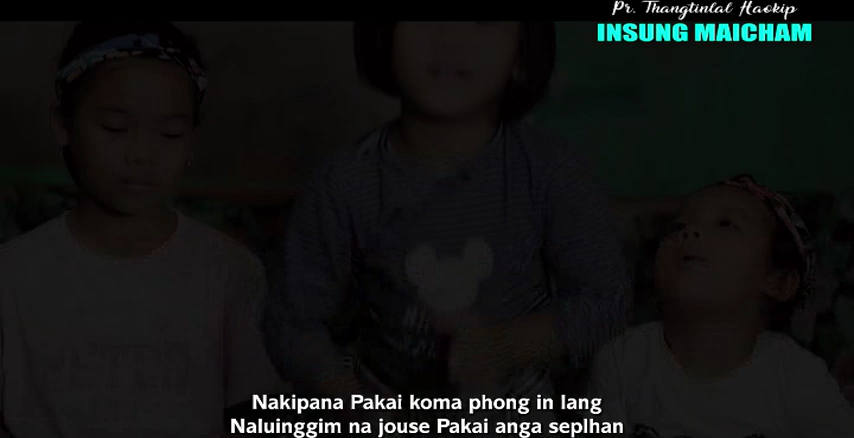 Pr. Thangtinlal Haokip
INSUNG MAICHAM
Nakipana Pakai koma phong in lang
Naluinggim na jouse Pakai anga seplhan